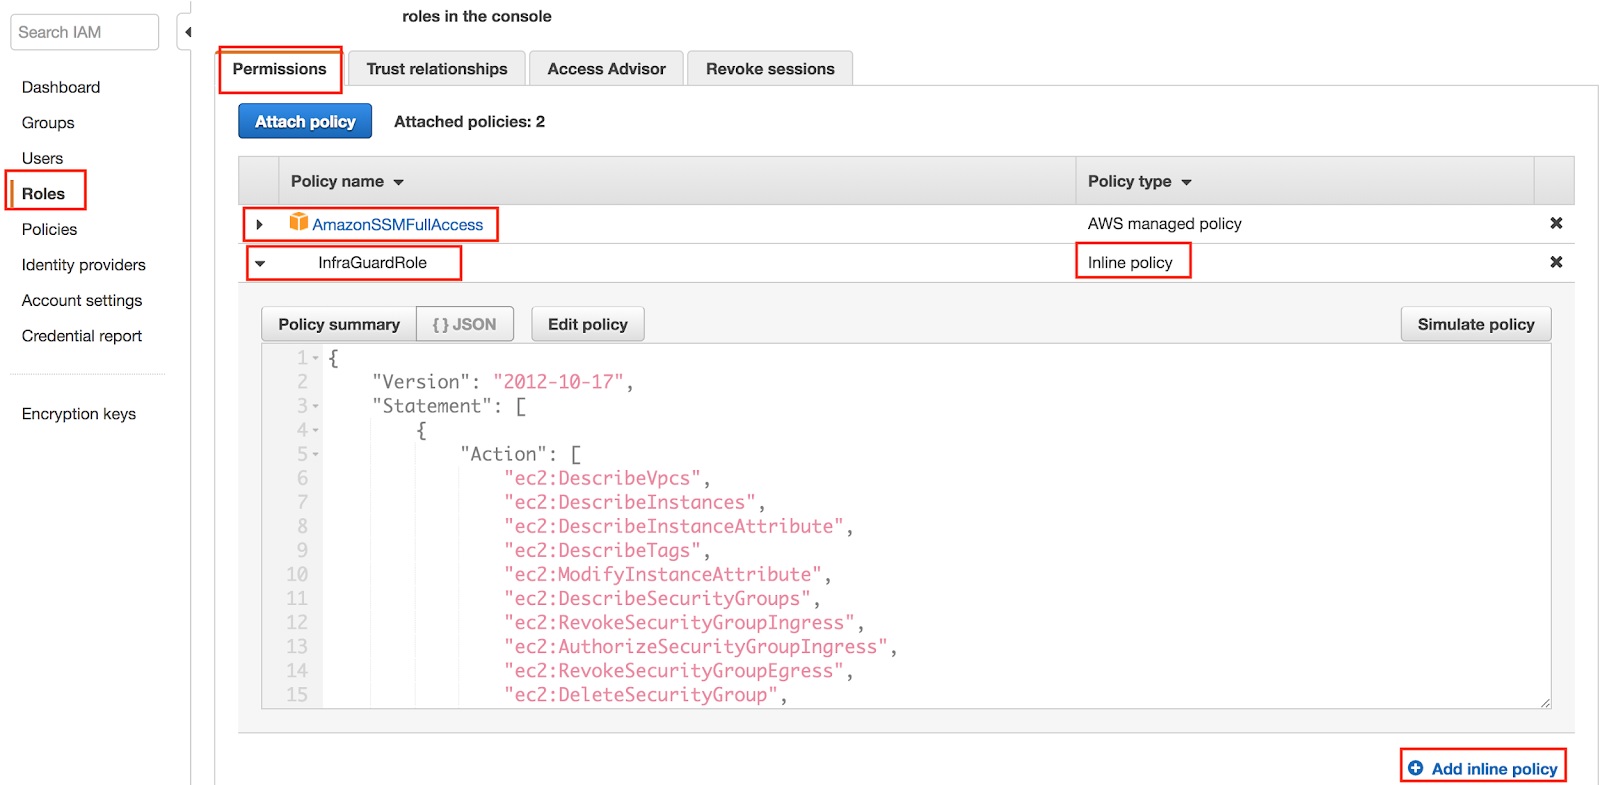 roles in the console
Search IAM
Dashboard
Groups
Users
Roles
Policies
Identity providers
Account settings
Credential report
Encryption keys
Permissions
Trust relationships
Access Advisor
Revoke sessions
Attach policy
Attached policies: 2
Policy name
Policy type
AmazonSSMFullAccess
AWS managed policy
InfraGuardRole
Inline policy
Policy summary
{ } JSON
Edit policy
Simulate policy
1 {
2 "Version": "2012-10-17",
3 "Statement": [
4 {
5 "Action": [
6 "ec2:DescribeVpcs",
7 "ec2:DescribeInstances",
8 "ec2:DescribeInstanceAttribute",
9 "ec2:DescribeTags",
10 "ec2:ModifyInstanceAttribute",
11 "ec2:DescribeSecurityGroups",
12 "ec2:RevokeSecurityGroupIngress",
13 "ec2:AuthorizeSecurityGroupIngress",
14 "ec2:RevokeSecurityGroupEgress",
15 "ec2:DeleteSecurityGroup",
Add inline policy